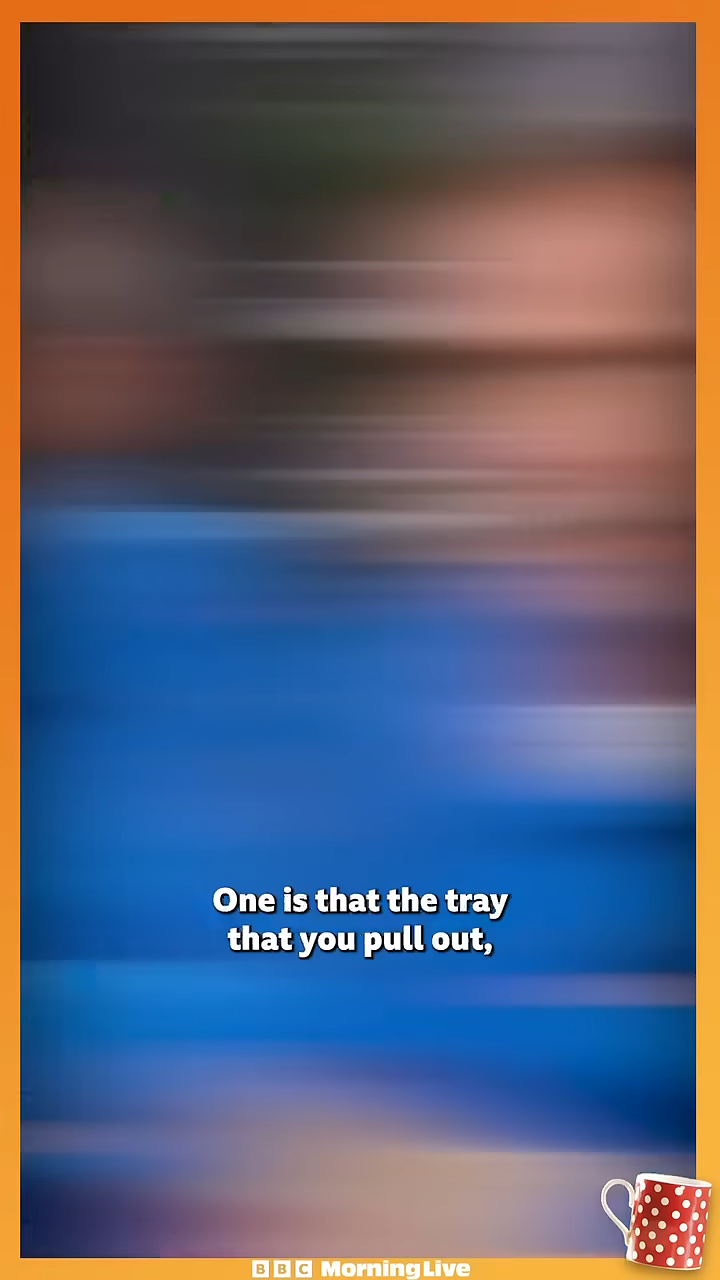 One is that the tray
that you pull out,
BBC Morning Live